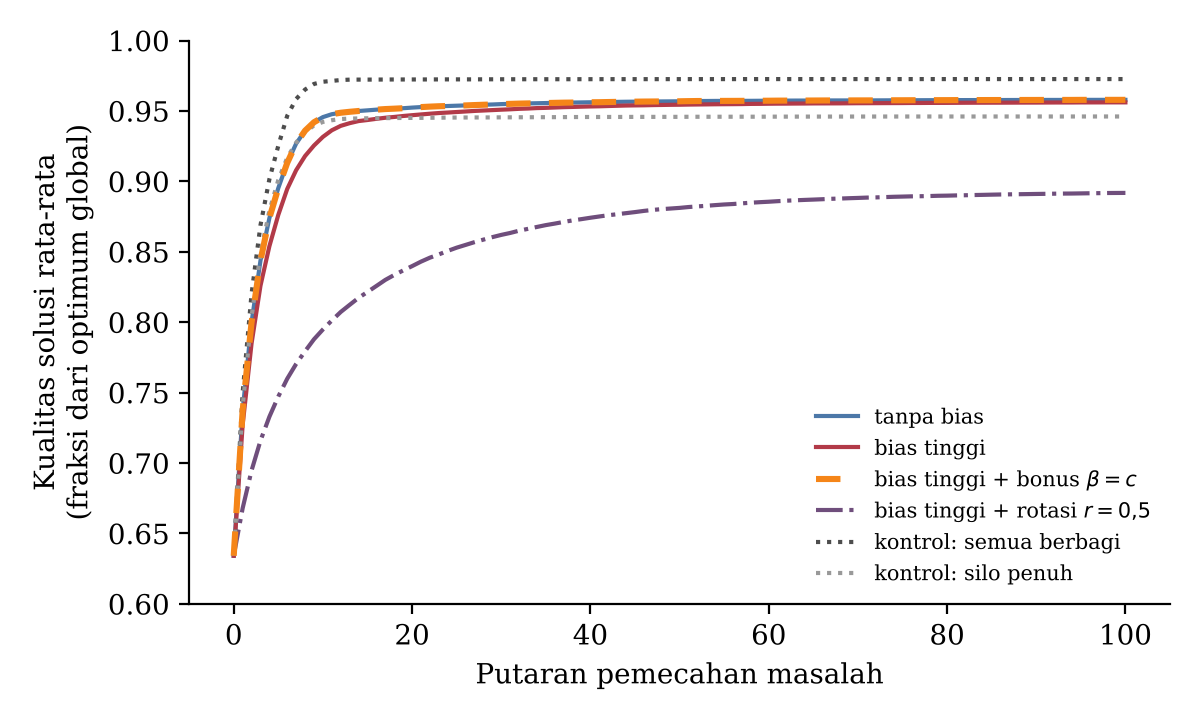 1.00
0.95
0.90
0.85
0.80
0.75
0.70
0.65
0.60
Kualitas solusi rata-rata
(fraksi dari optimum global)
tanpa bias
bias tinggi
bias tinggi + bonus β = c
bias tinggi + rotasi r = 0,5
kontrol: semua berbagi
kontrol: silo penuh
0 20 40 60 80 100
Putaran pemecahan masalah